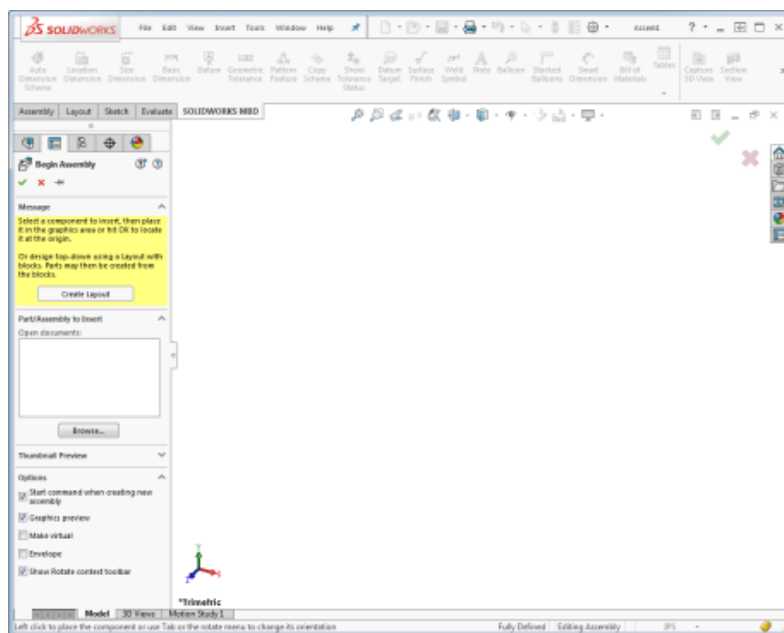 SOLIDWORKS File Edit View Insert Tools Window Help Assem1 ?
Auto Dimension Scheme
Location Dimension
Size Dimension
Basic Dimension
Datum
Geometric Tolerance
Pattern Feature
Copy Scheme
Show Tolerance Status
Datum Target
Surface Finish
Weld Symbol
Note
Balloon
Stacked Balloons
Smart Dimension
Bill of Materials
Tables
Capture 3D View
Section View
Assembly Layout Sketch Evaluate SOLIDWORKS MBD
Begin Assembly
Message
Select a component to insert, then place
it in the graphics area or hit OK to locate
it at the origin.
Or design top-down using a Layout with
blocks. Parts may then be created from
the blocks.
Create Layout
Part/Assembly to Insert
Open documents:
Browse...
Thumbnail Preview
Options
Start command when creating new
assembly
Graphics preview
Make virtual
Envelope
Show Rotate context toolbar
*Trimetric
Model 3D Views Motion Study 1
Left click to place the component or use Tab or the rotate menu to change its orientation Fully Defined Editing Assembly IPS -